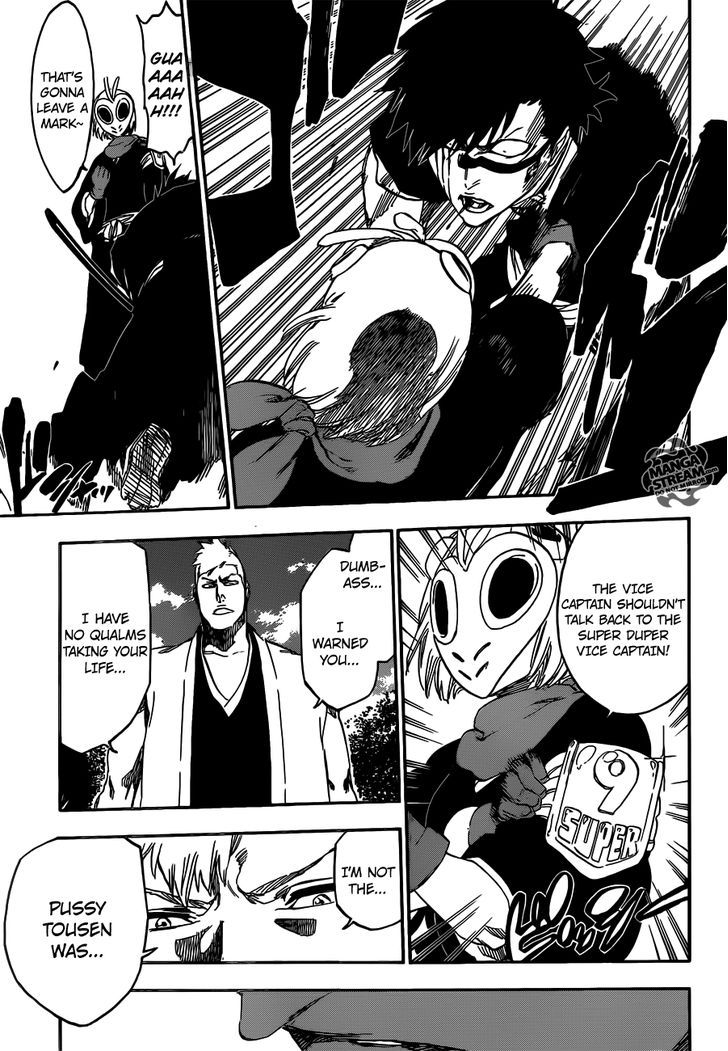 MANGA
STREAM
GUA
AAA
AAAH
H!!!
THAT'S
GONNA
LEAVE A
MARK~
THE VICE
CAPTAIN SHOULDN'T
TALK BACK TO THE
SUPER DUPER
VICE CAPTAIN!
9
SUPER
DUMB-
ASS...
I
WARNED
YOU...
I HAVE
NO QUALMS
TAKING YOUR
LIFE...
I'M NOT
THE...
PUSSY
TOUSEN
WAS...